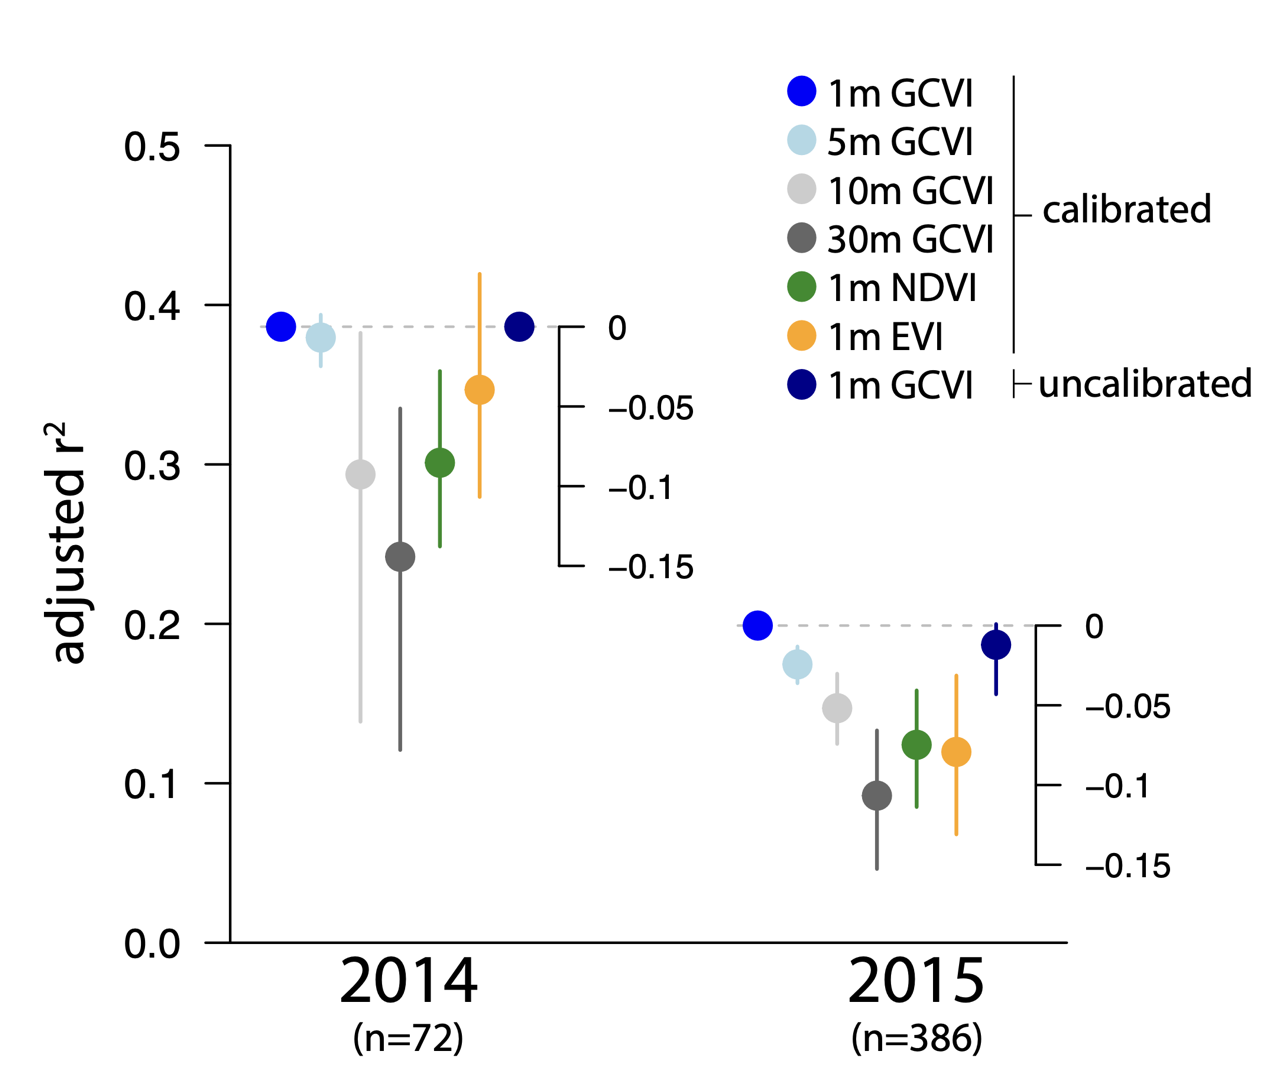 1m GCVI
5m GCVI
10m GCVI
30m GCVI
1m NDVI
1m EVI
1m GCVI
calibrated
uncalibrated
adjusted r²
0.5
0.4
0.3
0.2
0.1
0.0
0
−0.05
−0.1
−0.15
0
−0.05
−0.1
−0.15
2014
(n=72)
2015
(n=386)